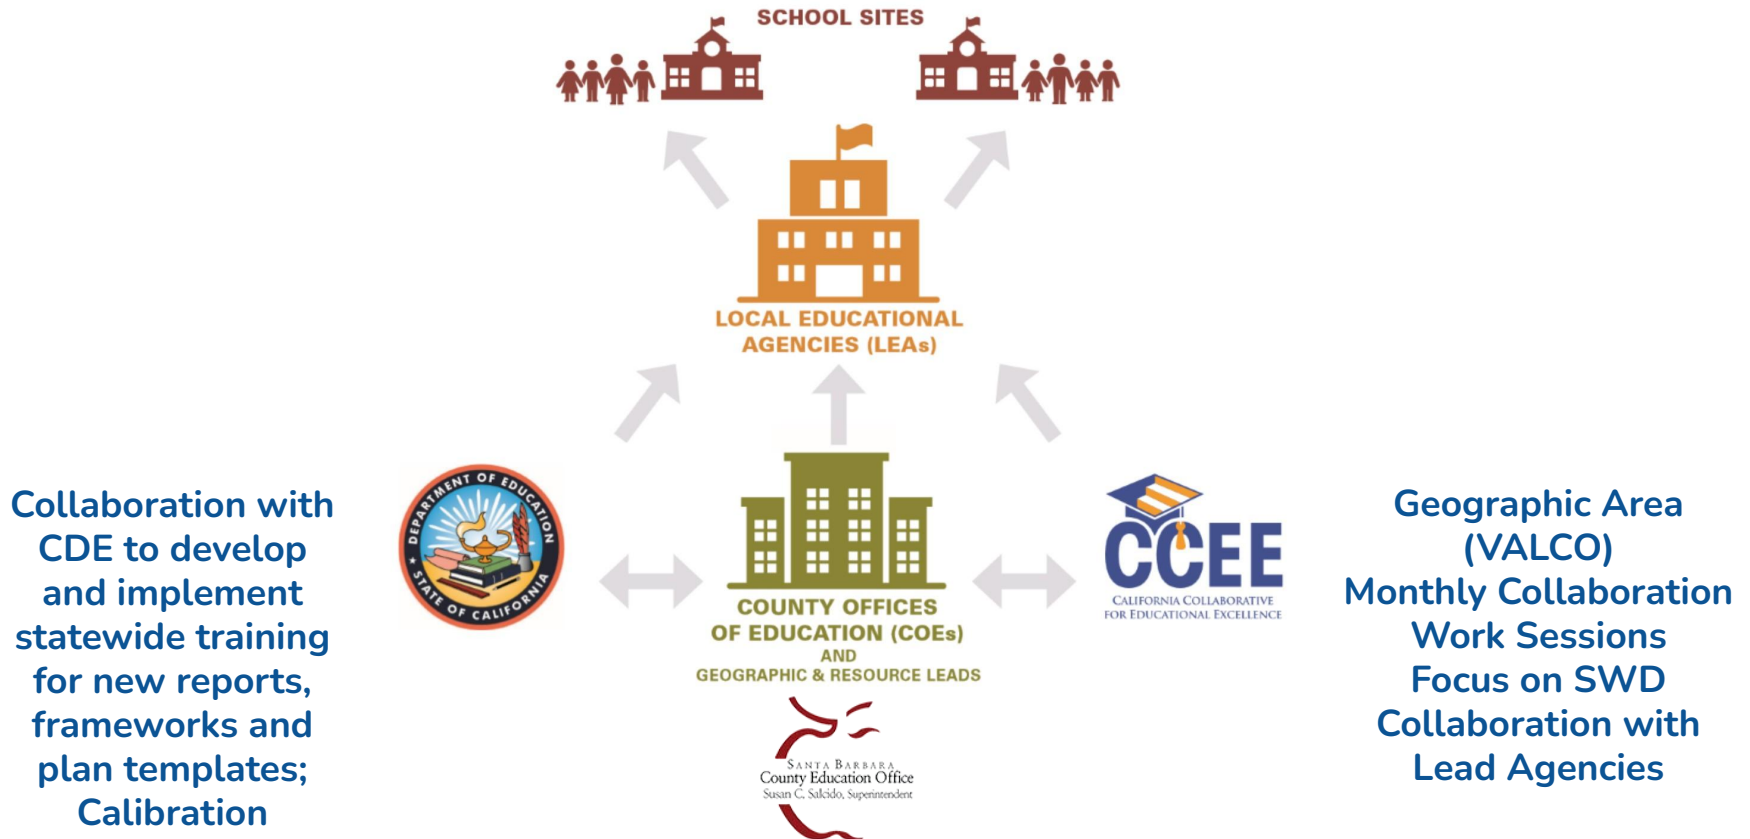 SCHOOL SITES
LOCAL EDUCATIONAL
AGENCIES (LEAs)
Collaboration with
CDE to develop
and implement
statewide training
for new reports,
frameworks and
plan templates;
Calibration
DEPARTMENT OF EDUCATION
STATE OF CALIFORNIA
COUNTY OFFICES
OF EDUCATION (COEs)
AND
GEOGRAPHIC & RESOURCE LEADS
SANTA BARBARA
County Education Office
Susan C. Salcido, Superintendent
CCEE
CALIFORNIA COLLABORATIVE
FOR EDUCATIONAL EXCELLENCE
Geographic Area
(VALCO)
Monthly Collaboration
Work Sessions
Focus on SWD
Collaboration with
Lead Agencies